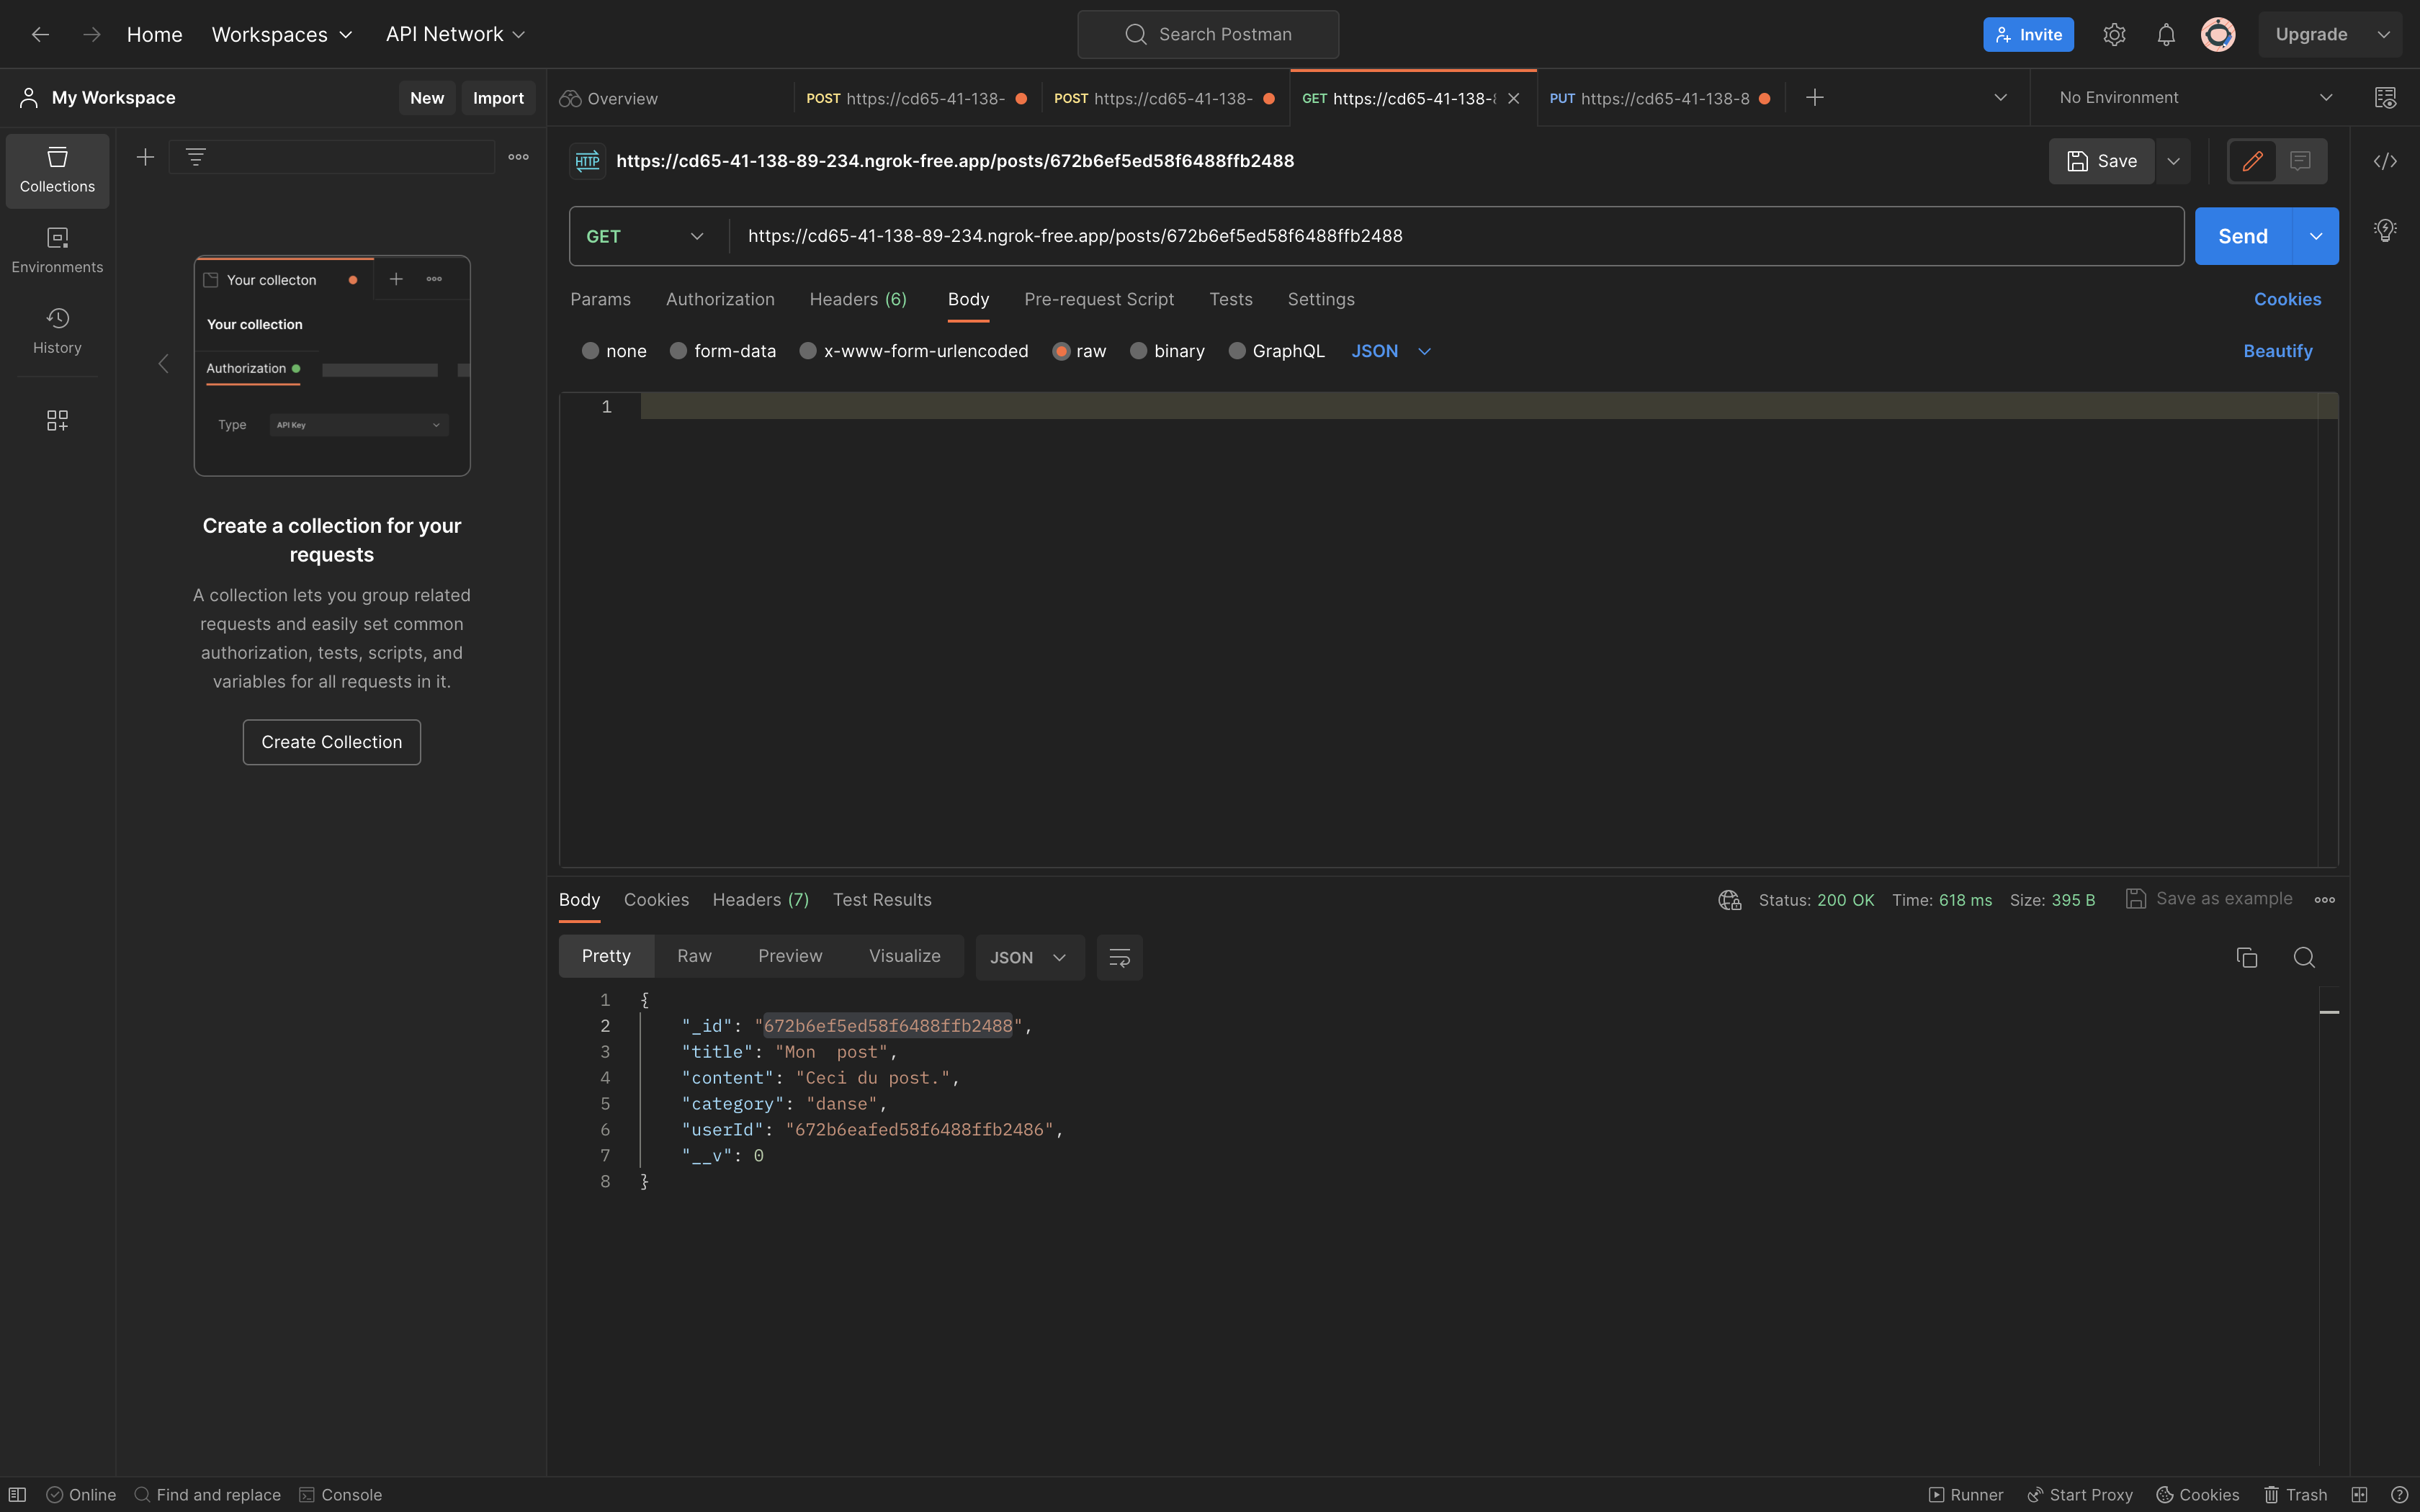 Home Workspaces API Network Search Postman Invite Upgrade
My Workspace New Import
Overview POST https://cd65-41-138- POST https://cd65-41-138- GET https://cd65-41-138-8 PUT https://cd65-41-138-8 No Environment
Collections
Environments
History
Your collecton
Your collection
Authorization
Type API Key
Create a collection for your
requests
A collection lets you group related
requests and easily set common
authorization, tests, scripts, and
variables for all requests in it.
Create Collection
HTTP https://cd65-41-138-89-234.ngrok-free.app/posts/672b6ef5ed58f6488ffb2488 Save
GET https://cd65-41-138-89-234.ngrok-free.app/posts/672b6ef5ed58f6488ffb2488 Send
Params Authorization Headers (6) Body Pre-request Script Tests Settings Cookies
none form-data x-www-form-urlencoded raw binary GraphQL JSON Beautify
1
Body Cookies Headers (7) Test Results Status: 200 OK Time: 618 ms Size: 395 B Save as example
Pretty Raw Preview Visualize JSON
1 {
2 "_id": "672b6ef5ed58f6488ffb2488",
3 "title": "Mon  post",
4 "content": "Ceci du post.",
5 "category": "danse",
6 "userId": "672b6eafed58f6488ffb2486",
7 "__v": 0
8 }
Online Find and replace Console Runner Start Proxy Cookies Trash